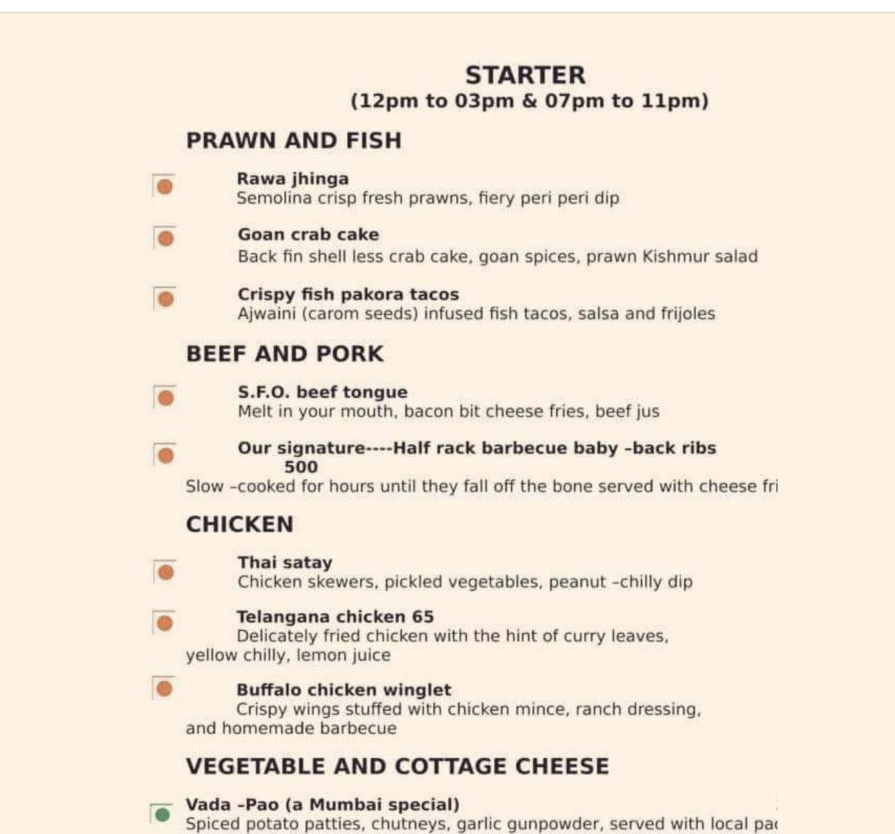 STARTER
(12pm to 03pm & 07pm to 11pm)
PRAWN AND FISH
Rawa jhinga
Semolina crisp fresh prawns, fiery peri peri dip
Goan crab cake
Back fin shell less crab cake, goan spices, prawn Kishmur salad
Crispy fish pakora tacos
Ajwaini (carom seeds) infused fish tacos, salsa and frijoles
BEEF AND PORK
S.F.O. beef tongue
Melt in your mouth, bacon bit cheese fries, beef jus
Our signature----Half rack barbecue baby –back ribs
500
Slow –cooked for hours until they fall off the bone served with cheese fri
CHICKEN
Thai satay
Chicken skewers, pickled vegetables, peanut –chilly dip
Telangana chicken 65
Delicately fried chicken with the hint of curry leaves,
yellow chilly, lemon juice
Buffalo chicken winglet
Crispy wings stuffed with chicken mince, ranch dressing,
and homemade barbecue
VEGETABLE AND COTTAGE CHEESE
Vada –Pao (a Mumbai special)
Spiced potato patties, chutneys, garlic gunpowder, served with local